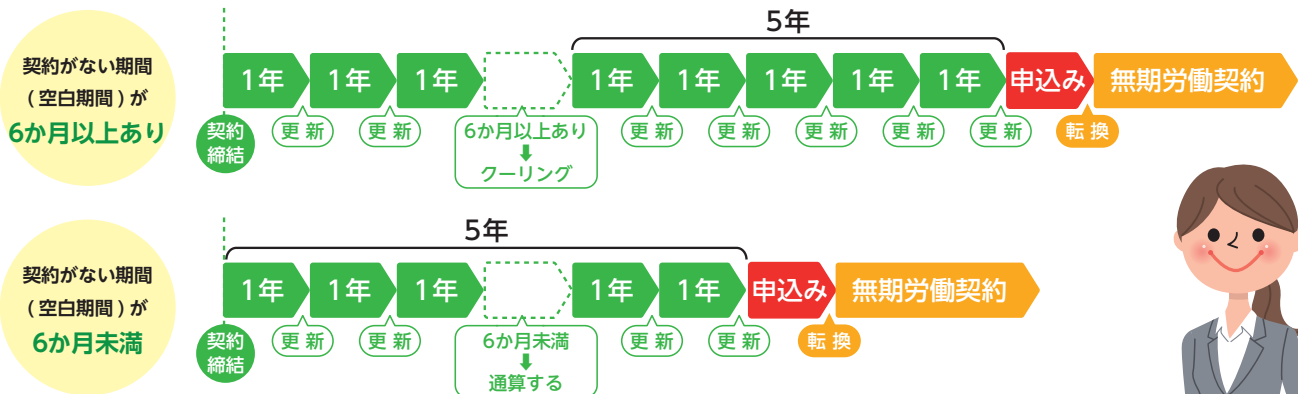 契約がない期間
(空白期間)が
6か月以上あり
5年
1年 1年 1年 1年 1年 1年 1年 1年 申込み 無期労働契約
契約
締結
更新 更新 更新 更新 更新 更新 更新 転換
6か月以上あり
クーリング
契約がない期間
(空白期間)が
6か月未満
5年
1年 1年 1年 1年 1年 申込み 無期労働契約
契約
締結
更新 更新 更新 更新 転換
6か月未満
通算する